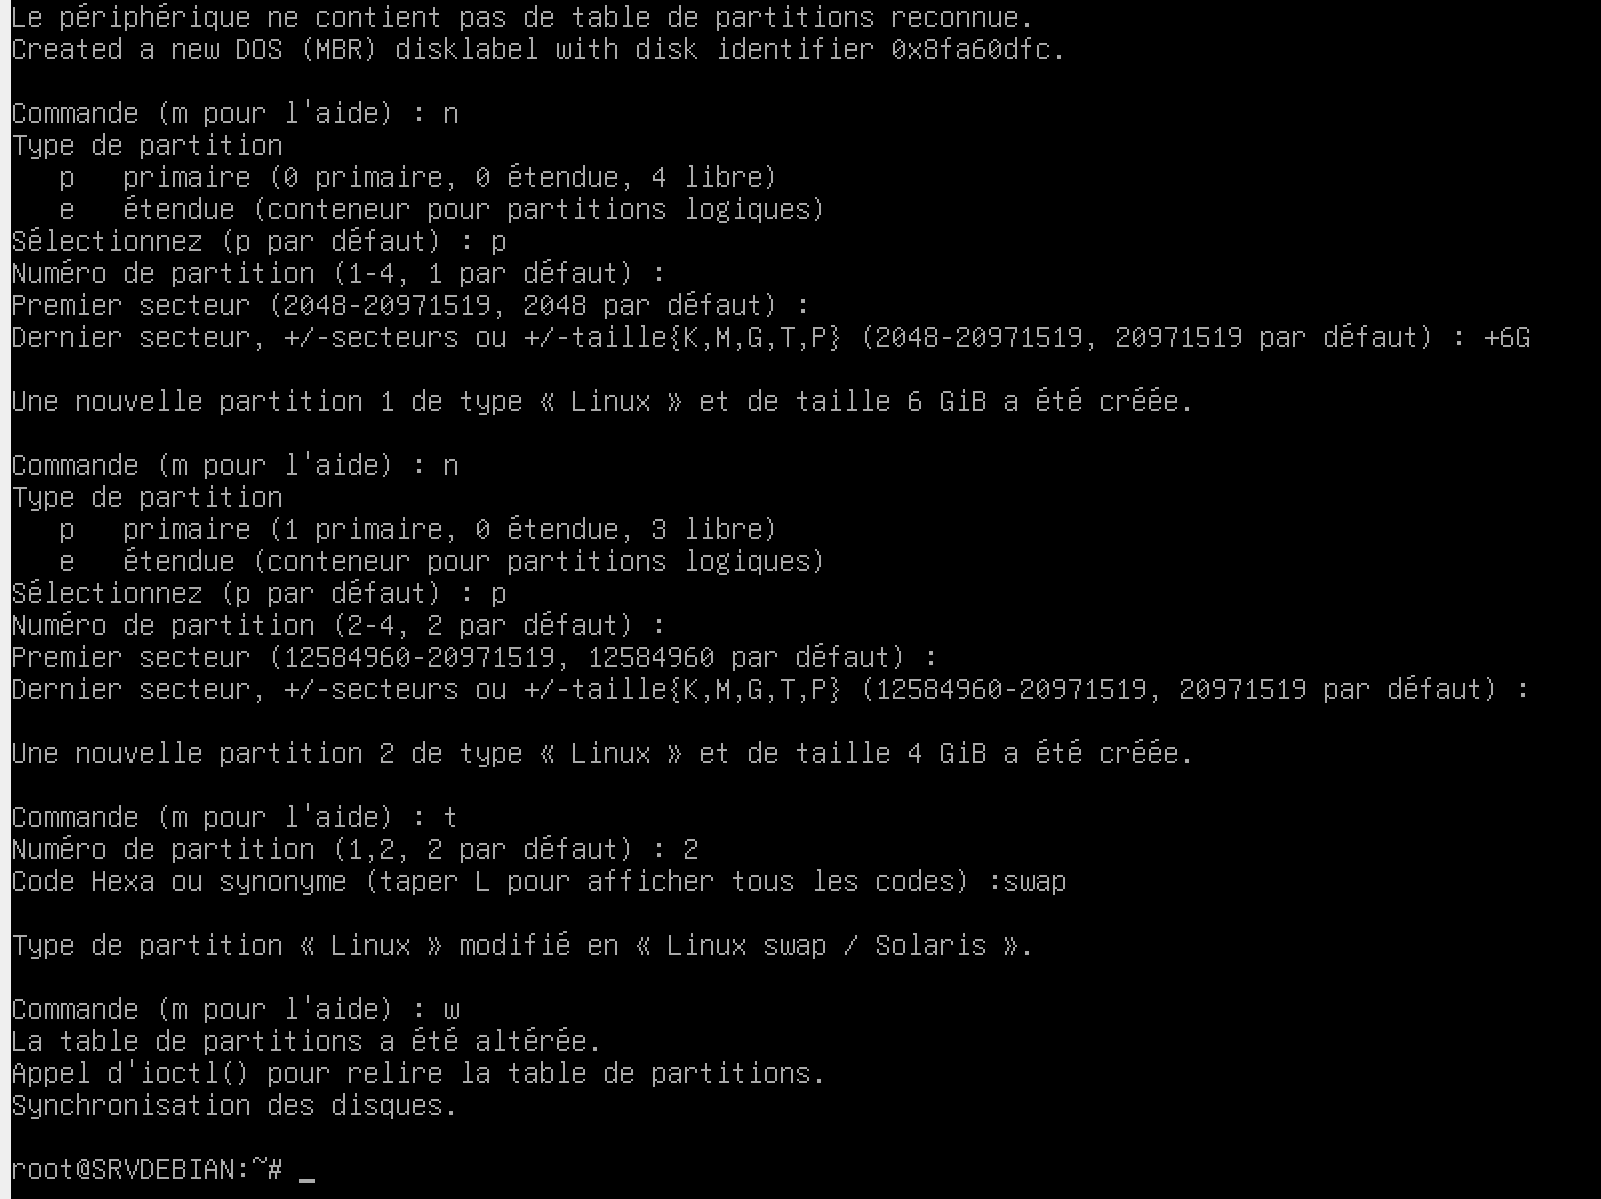 Le périphérique ne contient pas de table de partitions reconnue.
Created a new DOS (MBR) disklabel with disk identifier 0x8fa60dfc.
Commande (m pour l'aide) : n
Type de partition
   p   primaire (0 primaire, 0 étendue, 4 libre)
   e   étendue (conteneur pour partitions logiques)
Sélectionnez (p par défaut) : p
Numéro de partition (1-4, 1 par défaut) :
Premier secteur (2048-20971519, 2048 par défaut) :
Dernier secteur, +/-secteurs ou +/-taille{K,M,G,T,P} (2048-20971519, 20971519 par défaut) : +6G
Une nouvelle partition 1 de type « Linux » et de taille 6 GiB a été créée.
Commande (m pour l'aide) : n
Type de partition
   p   primaire (1 primaire, 0 étendue, 3 libre)
   e   étendue (conteneur pour partitions logiques)
Sélectionnez (p par défaut) : p
Numéro de partition (2-4, 2 par défaut) :
Premier secteur (12584960-20971519, 12584960 par défaut) :
Dernier secteur, +/-secteurs ou +/-taille{K,M,G,T,P} (12584960-20971519, 20971519 par défaut) :
Une nouvelle partition 2 de type « Linux » et de taille 4 GiB a été créée.
Commande (m pour l'aide) : t
Numéro de partition (1,2, 2 par défaut) : 2
Code Hexa ou synonyme (taper L pour afficher tous les codes) :swap
Type de partition « Linux » modifié en « Linux swap / Solaris ».
Commande (m pour l'aide) : w
La table de partitions a été altérée.
Appel d'ioctl() pour relire la table de partitions.
Synchronisation des disques.
root@SRVDEBIAN:~# _